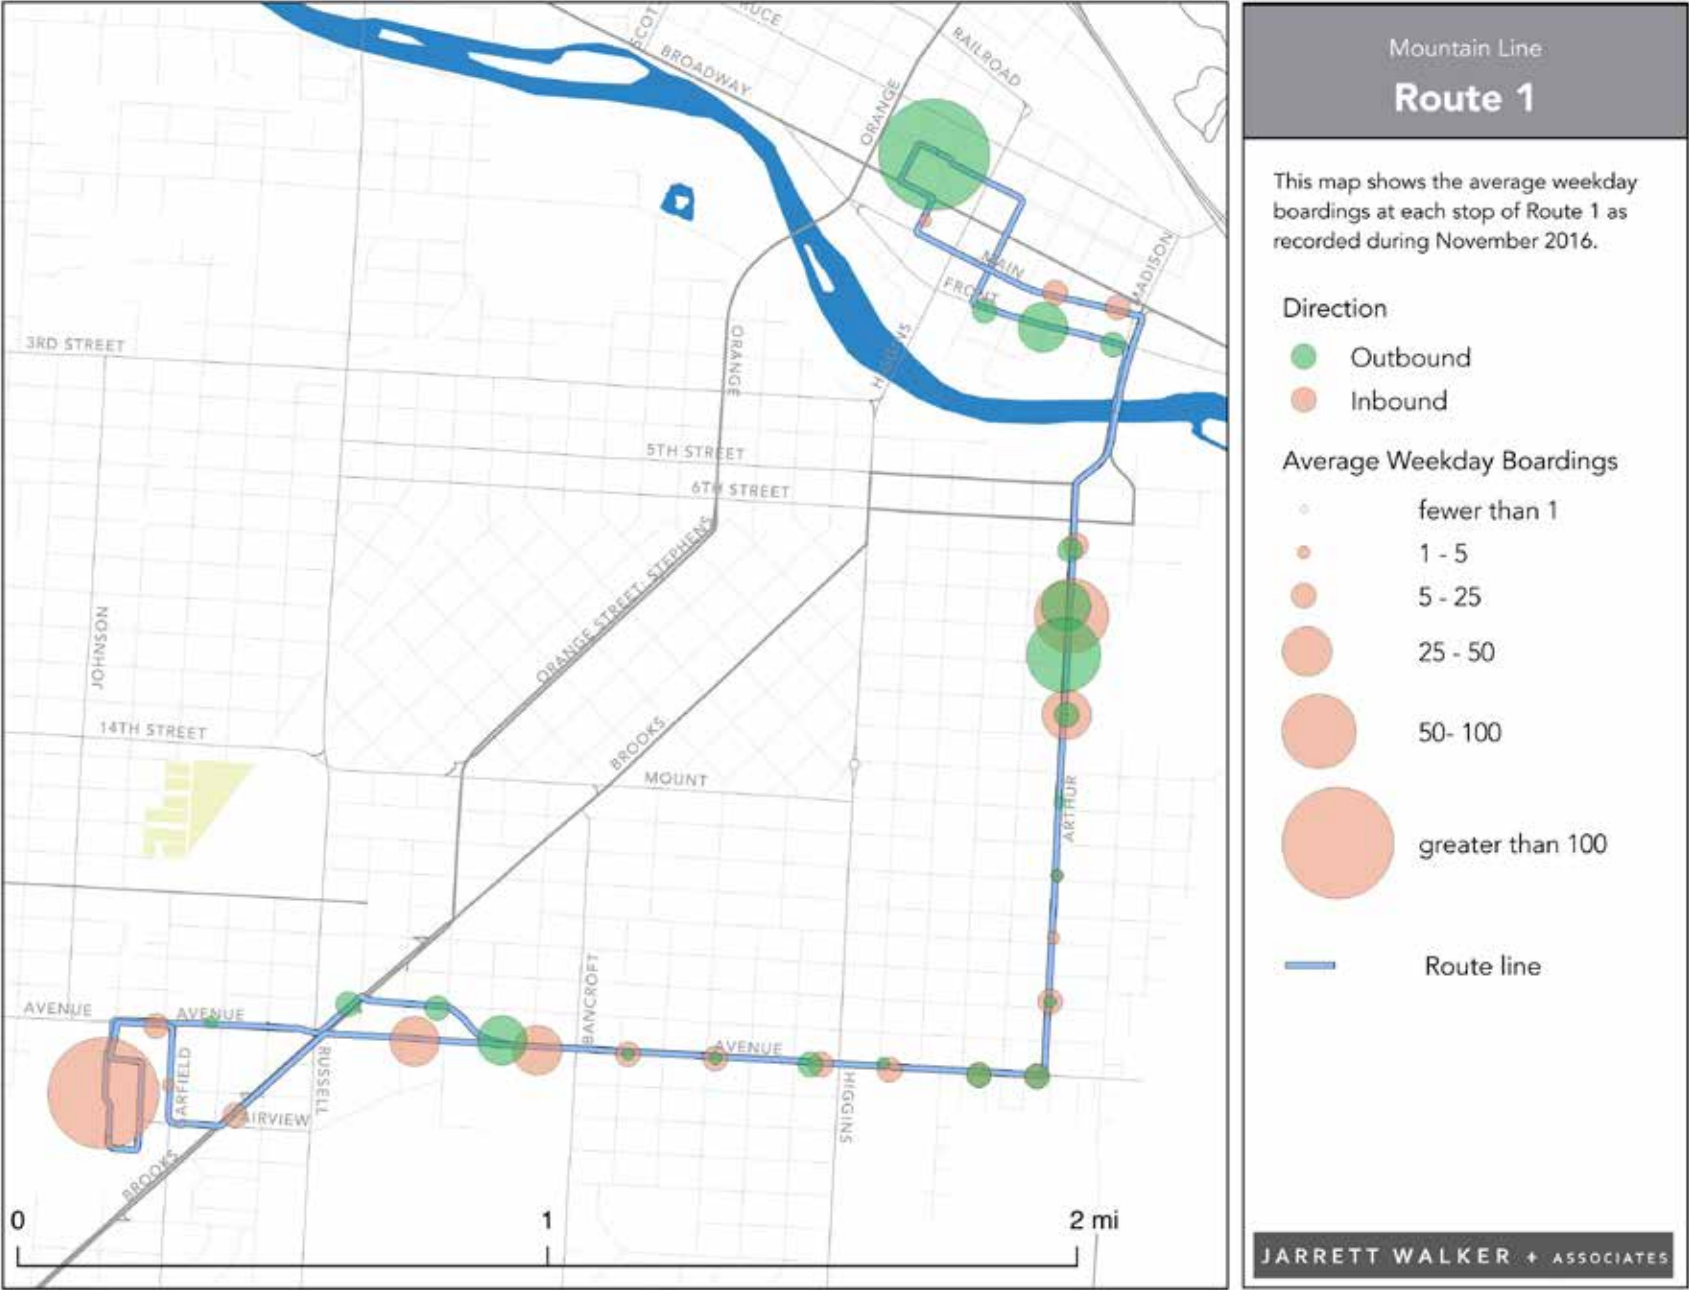 SCOT
RUCE
RAILROAD
BROADWAY
ORANGE
MADISON
MAIN
FRONT
HIGGINS
3RD STREET
ORANGE
5TH STREET
6TH STREET
ORANGE STREET; STEPHENS
JOHNSON
14TH STREET
BROOKS
MOUNT
ARTHUR
BANCROFT
AVENUE
AVENUE
AVENUE
RUSSELL
ARFIELD
AIRVIEW
HIGGINS
BROOKS
0
1
2 mi
Mountain Line
Route 1
This map shows the average weekday
boardings at each stop of Route 1 as
recorded during November 2016.
Direction
Outbound
Inbound
Average Weekday Boardings
fewer than 1
1 - 5
5 - 25
25 - 50
50- 100
greater than 100
Route line
JARRETT WALKER + ASSOCIATES